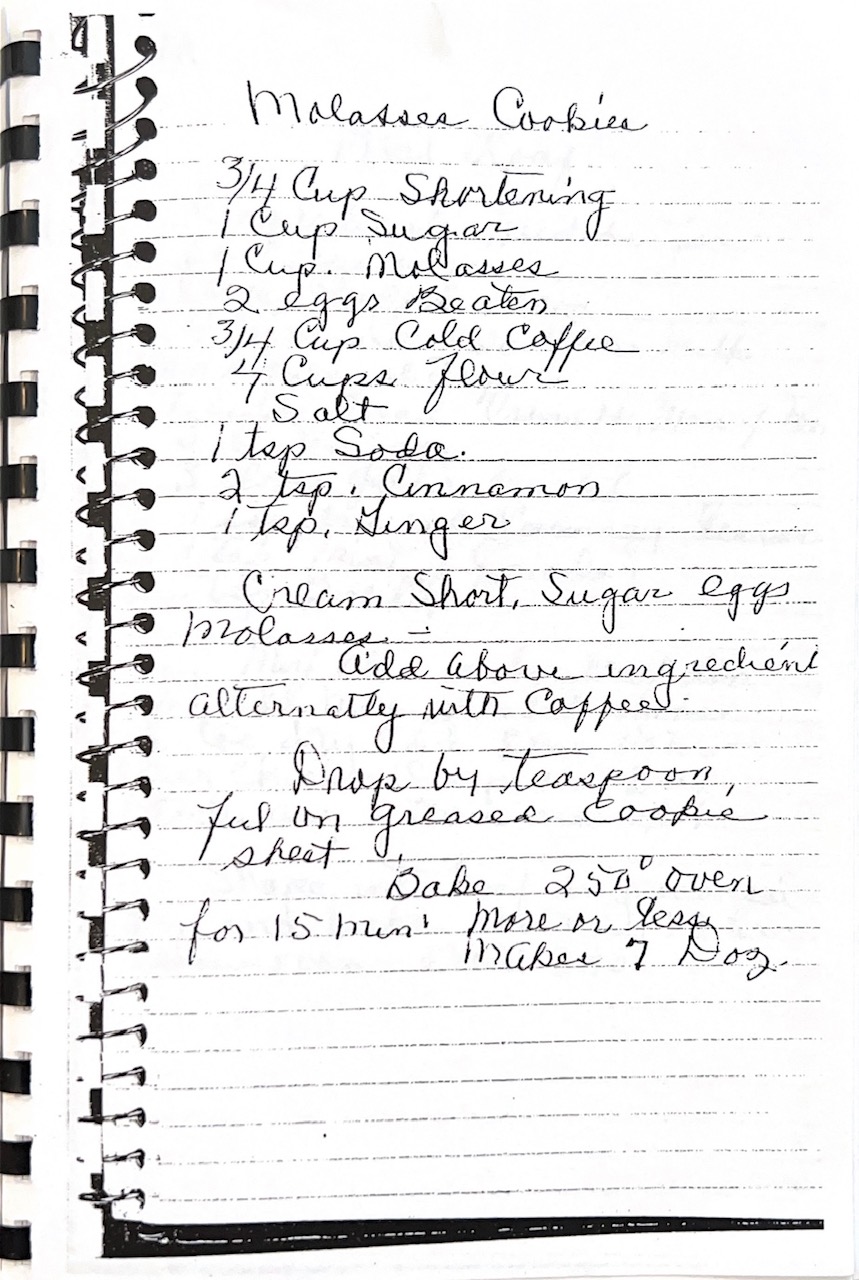 Molasses Cookies
3/4 Cup Shortening
1 Cup Sugar
1 Cup. Molasses
2 eggs Beaten
3/4 Cup Cold Coffee
4 Cups flour
Salt
1 tsp Soda.
2 tsp. Cinnamon
1 tsp. Ginger
Cream Short, Sugar eggs
Molasses -
Add above ingredient
alternatly with Coffee.
Drop by teaspoon
ful on greased Cookie
sheat
Bake 250° oven
for 15 min. More or less
Makes 7 Doz.